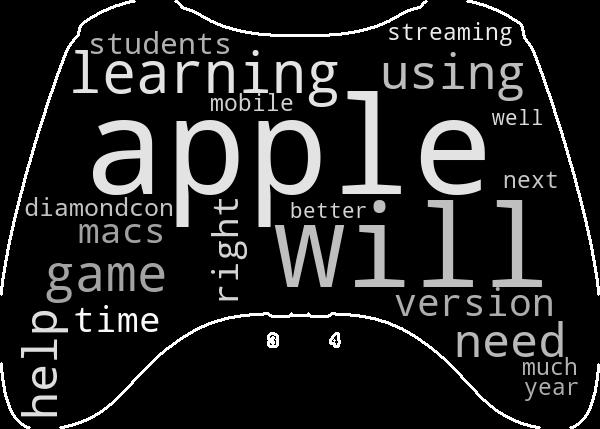 streaming
students
learning
using
mobile
apple
well
next
diamondcon
better
right
macs
will
game
version
time
help
need
3
4
much
year